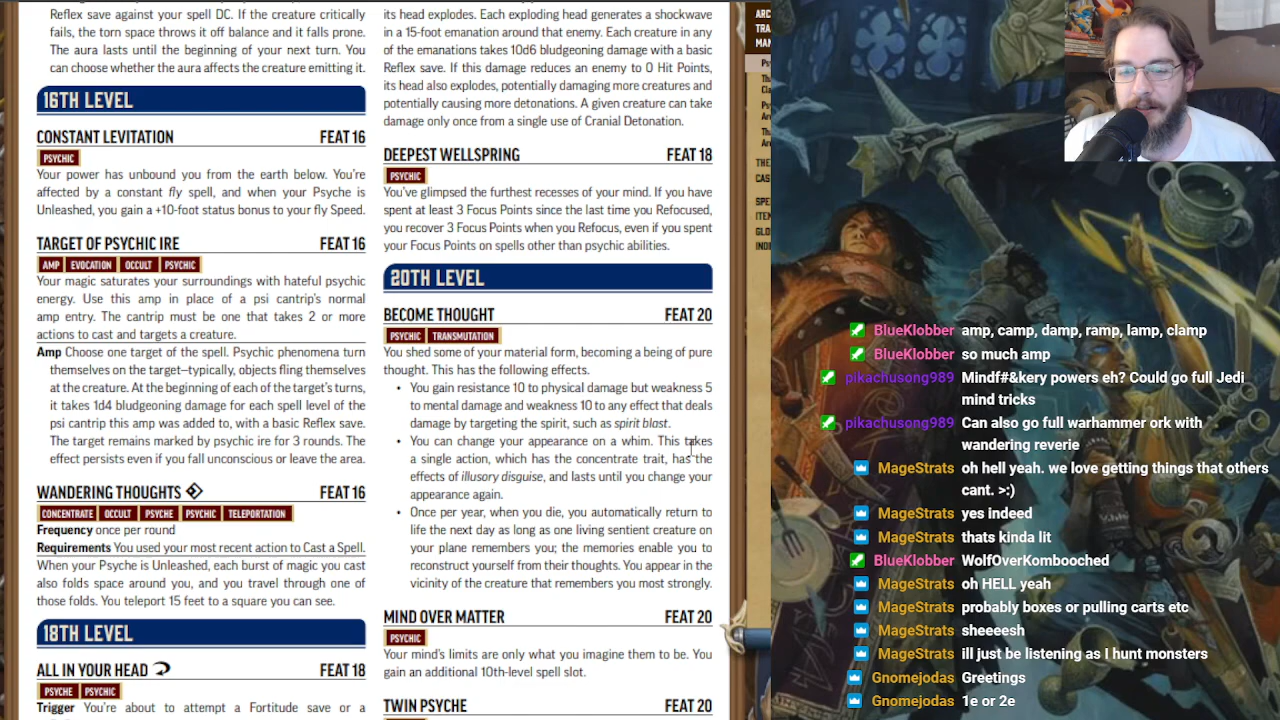 Reflex save against your spell DC. If the creature critically
fails, the torn space throws it off balance and it falls prone.
The aura lasts until the beginning of your next turn. You
can choose whether the aura affects the creature emitting it.
16TH LEVEL
CONSTANT LEVITATION FEAT 16
PSYCHIC
Your power has unbound you from the earth below. You're
affected by a constant fly spell, and when your Psyche is
Unleashed, you gain a +10-foot status bonus to your fly Speed.
TARGET OF PSYCHIC IRE FEAT 16
AMP EVOCATION OCCULT PSYCHIC
Your magic saturates your surroundings with hateful psychic
energy. Use this amp in place of a psi cantrip's normal
amp entry. The cantrip must be one that takes 2 or more
actions to cast and targets a creature.
Amp Choose one target of the spell. Psychic phenomena turn
themselves on the target—typically, objects fling themselves
at the creature. At the beginning of each of the target's turns,
it takes 1d4 bludgeoning damage for each spell level of the
psi cantrip this amp was added to, with a basic Reflex save.
The target remains marked by psychic ire for 3 rounds. The
effect persists even if you fall unconscious or leave the area.
WANDERING THOUGHTS FEAT 16
CONCENTRATE OCCULT PSYCHE PSYCHIC TELEPORTATION
Frequency once per round
Requirements You used your most recent action to Cast a Spell.
When your Psyche is Unleashed, each burst of magic you cast
also folds space around you, and you travel through one of
those folds. You teleport 15 feet to a square you can see.
18TH LEVEL
ALL IN YOUR HEAD FEAT 18
PSYCHE PSYCHIC
Trigger You're about to attempt a Fortitude save or a
its head explodes. Each exploding head generates a shockwave
in a 15-foot emanation around that enemy. Each creature in any
of the emanations takes 10d6 bludgeoning damage with a basic
Reflex save. If this damage reduces an enemy to 0 Hit Points,
its head also explodes, potentially damaging more creatures and
potentially causing more detonations. A given creature can take
damage only once from a single use of Cranial Detonation.
DEEPEST WELLSPRING FEAT 18
PSYCHIC
You've glimpsed the furthest recesses of your mind. If you have
spent at least 3 Focus Points since the last time you Refocused,
you recover 3 Focus Points when you Refocus, even if you spent
your Focus Points on spells other than psychic abilities.
20TH LEVEL
BECOME THOUGHT FEAT 20
PSYCHIC TRANSMUTATION
You shed some of your material form, becoming a being of pure
thought. This has the following effects.
• You gain resistance 10 to physical damage but weakness 5
to mental damage and weakness 10 to any effect that deals
damage by targeting the spirit, such as spirit blast.
• You can change your appearance on a whim. This takes
a single action, which has the concentrate trait, has the
effects of illusory disguise, and lasts until you change your
appearance again.
• Once per year, when you die, you automatically return to
life the next day as long as one living sentient creature on
your plane remembers you; the memories enable you to
reconstruct yourself from their thoughts. You appear in the
vicinity of the creature that remembers you most strongly.
MIND OVER MATTER FEAT 20
PSYCHIC
Your mind's limits are only what you imagine them to be. You
gain an additional 10th-level spell slot.
TWIN PSYCHE FEAT 20
BlueKlobber amp, camp, damp, ramp, lamp, clamp
BlueKlobber so much amp
pikachusong989 Mindf#&kery powers eh? Could go full Jedi
mind tricks
pikachusong989 Can also go full warhammer ork with
wandering reverie
MageStrats oh hell yeah. we love getting things that others
cant. >:)
MageStrats yes indeed
MageStrats thats kinda lit
BlueKlobber WolfOverKombooched
MageStrats oh HELL yeah
MageStrats probably boxes or pulling carts etc
MageStrats sheeeesh
MageStrats ill just be listening as I hunt monsters
Gnomejodas Greetings
Gnomejodas 1e or 2e